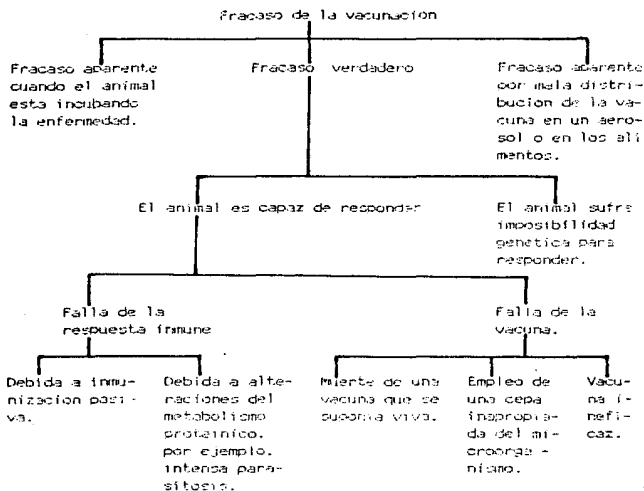 Fracaso de la vacunación
Fracaso aparente
cuando el animal
esta incubando
la enfermedad.
Fracaso verdadero
Fracaso aparente
por mala distri-
bucion de la va-
cuna en un aero-
sol o en los ali
mentos.
El animal es capaz de responder
El animal sufre
imposibilidad
genética para
responder.
Falla de la
respuesta inmune
Falla de la
vacuna.
Debida a inmu-
nizacion pasi-
va.
Debida a alte-
raciones del
metabolismo
proteinico.
por ejemplo.
intensa para-
sitosis.
Muerte de una
vacuna que se
suponia viva.
Empleo de
una cepa
inapropia-
da del mi-
croorga-
nismo.
Vacu-
na i-
nefi-
caz.